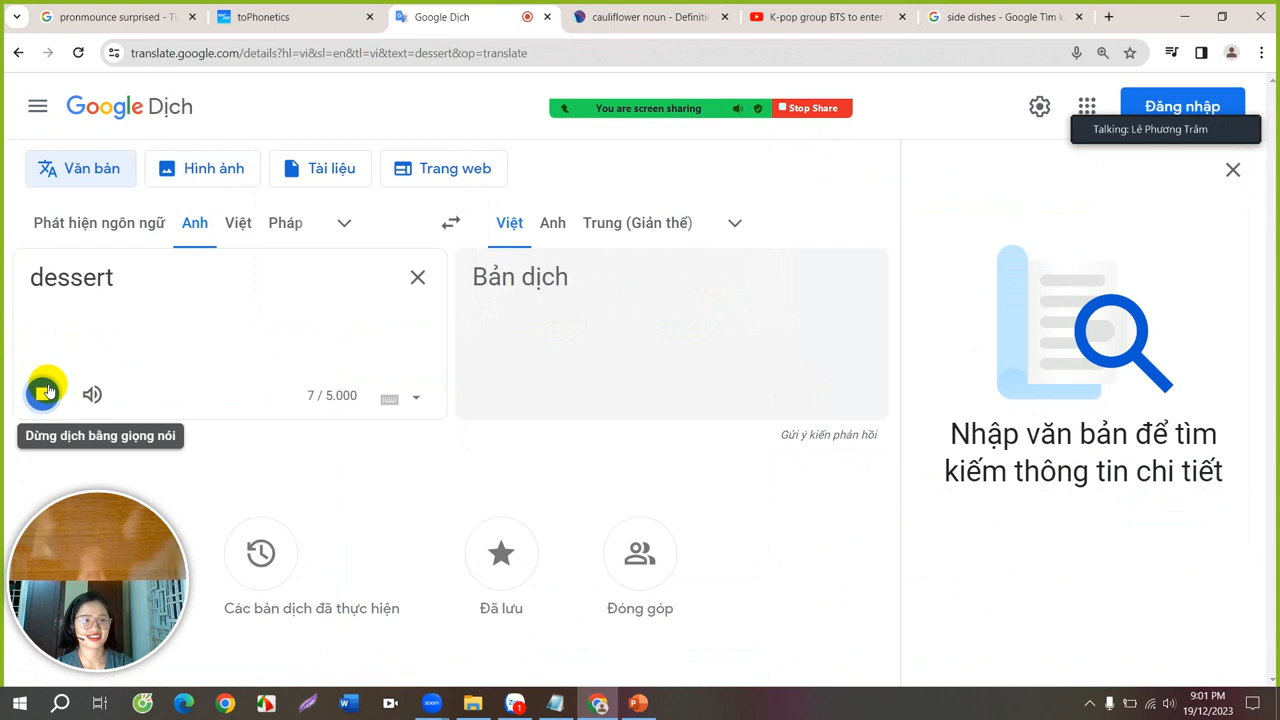 pronmounce surprised - Ti
toPhonetics
Google Dịch
cauliflower noun - Definitio
K-pop group BTS to enter
side dishes - Google Tìm k
translate.google.com/details?hl=vi&sl=en&tl=vi&text=dessert&op=translate
Google Dịch
You are screen sharing
Stop Share
Đăng nhập
Talking: Lê Phương Trâm
Văn bản
Hình ảnh
Tài liệu
Trang web
Phát hiện ngôn ngữ
Anh
Việt
Pháp
Việt
Anh
Trung (Giản thể)
dessert
Bản dịch
7 / 5.000
Dừng dịch bằng giọng nói
Gửi ý kiến phản hồi
Nhập văn bản để tìm
kiếm thông tin chi tiết
Các bản dịch đã thực hiện
Đã lưu
Đóng góp
zoom
1
9:01 PM
19/12/2023